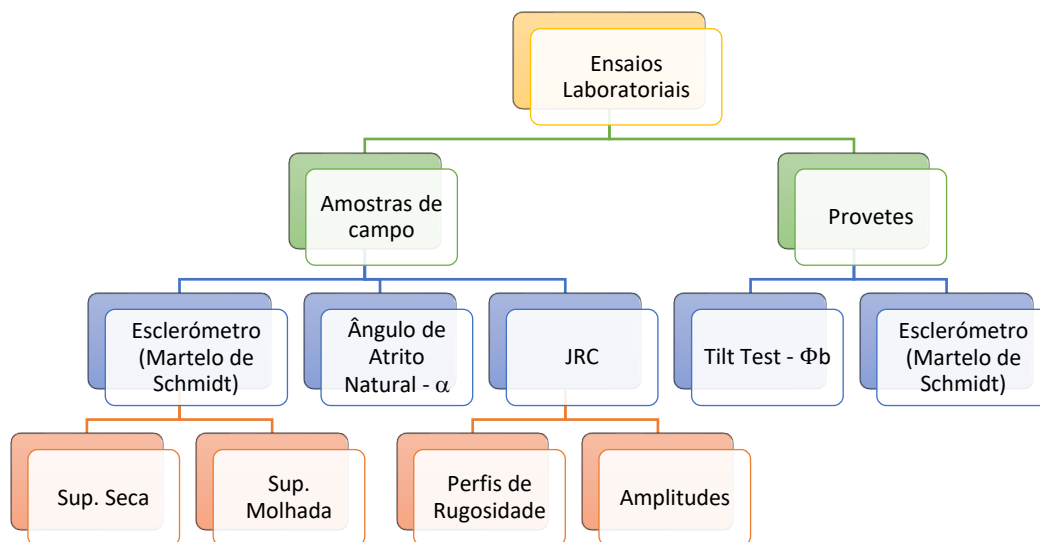 Ensaios
Laboratoriais
Amostras de
campo
Provetes
Esclerómetro
(Martelo de
Schmidt)
Ângulo de
Atrito
Natural - α
JRC
Tilt Test - Φb
Esclerómetro
(Martelo de
Schmidt)
Sup. Seca
Sup.
Molhada
Perfis de
Rugosidade
Amplitudes